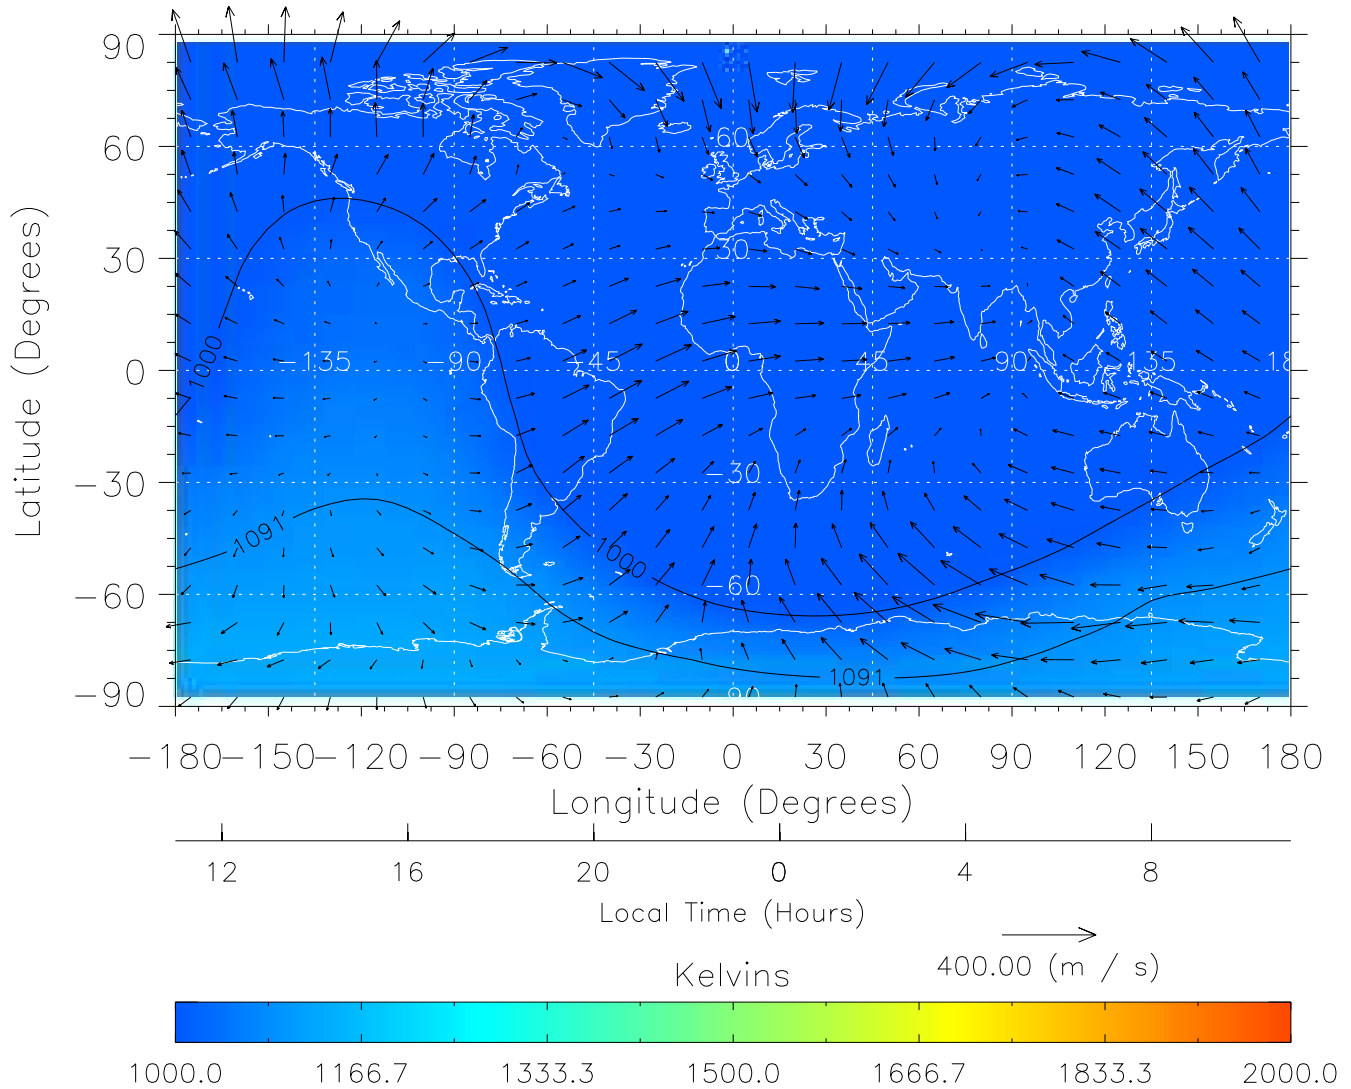 90
60
30
0
−30
−60
−90
Latitude (Degrees)
60
30
−135 −90 −45 0 45 90 135 18
−30
−60
−90
1000
1091
1000
1091
−180 −150 −120 −90 −60 −30 0 30 60 90 120 150 180
Longitude (Degrees)
12 16 20 0 4 8
Local Time (Hours)
400.00 (m / s)
Kelvins
1000.0 1166.7 1333.3 1500.0 1666.7 1833.3 2000.0